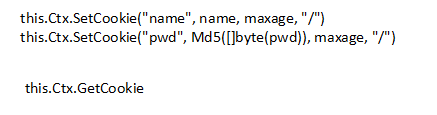 this.Ctx.SetCookie("name", name, maxage, "/")
this.Ctx.SetCookie("pwd", Md5([]byte(pwd)), maxage, "/")
this.Ctx.GetCookie